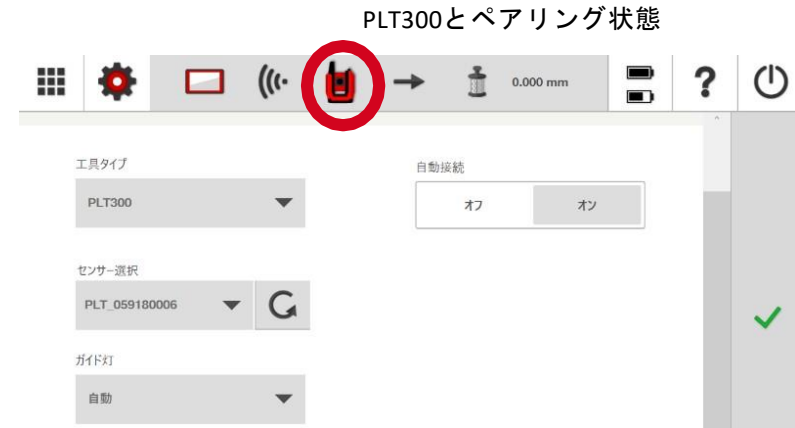 PLT300とペアリング状態
0.000 mm
?
工具タイプ
自動接続
PLT300
オフ
オン
センサー選択
PLT_059180006
ガイド灯
自動